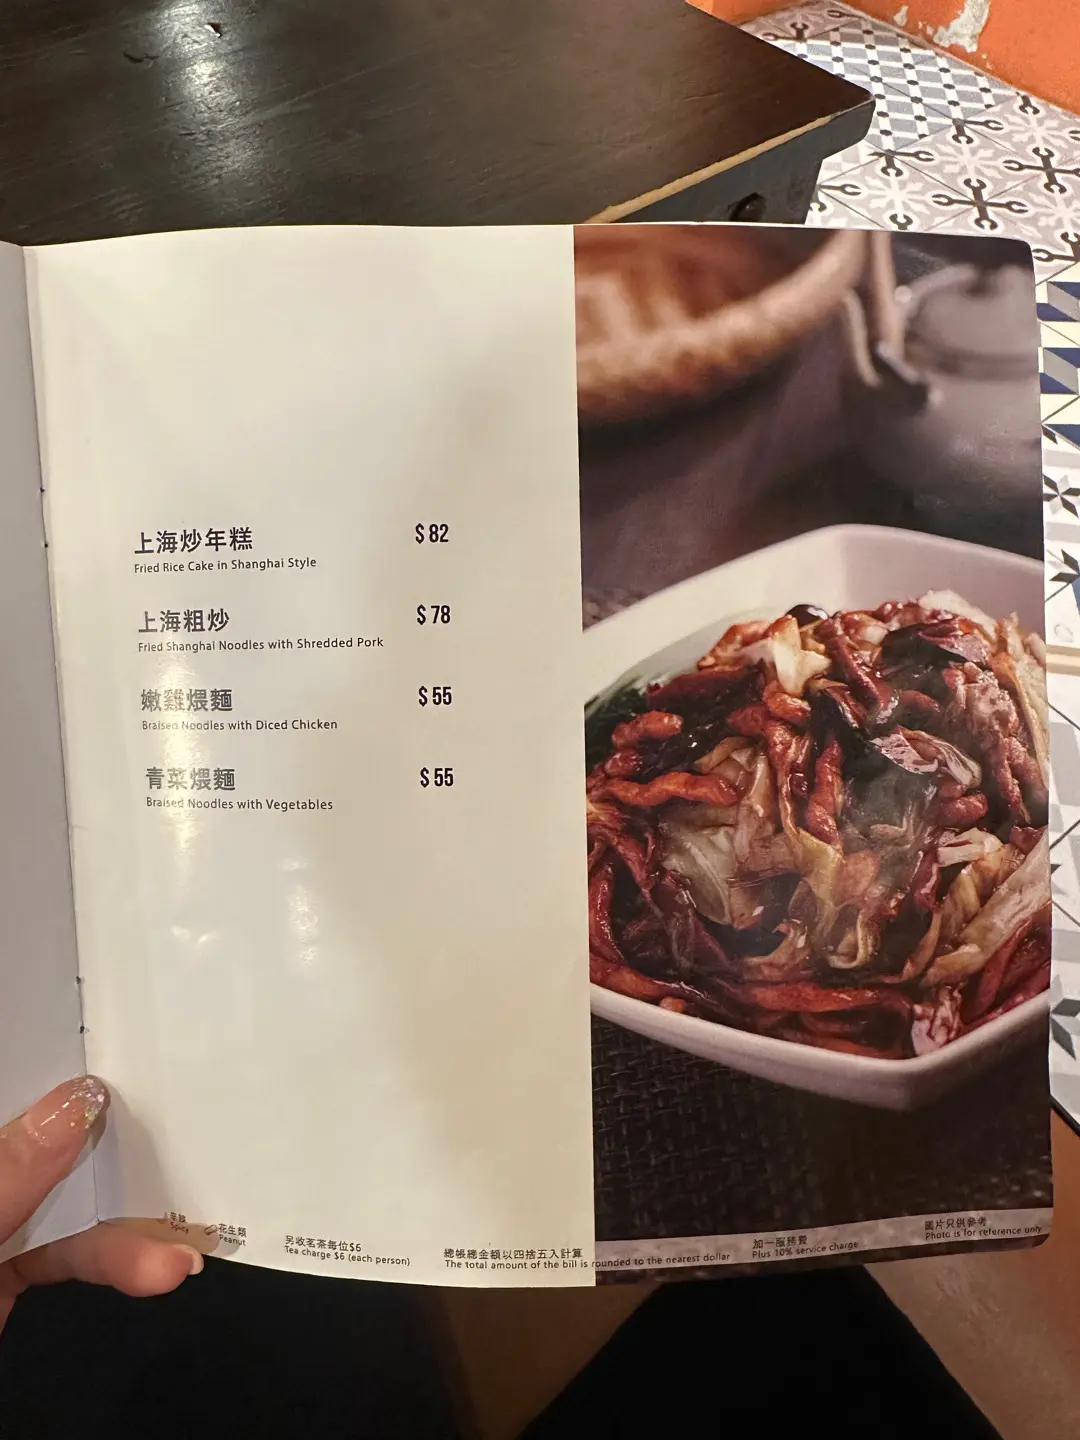 上海炒年糕 $82
Fried Rice Cake in Shanghai Style
上海粗炒 $78
Fried Shanghai Noodles with Shredded Pork
嫩雞煨麵 $55
Braised Noodles with Diced Chicken
青菜煨麵 $55
Braised Noodles with Vegetables
辛辣
Spicy
花生類
Peanut
另收茗茶每位$6
Tea charge $6 (each person)
總帳總金額以四捨五入計算
The total amount of the bill is rounded to the nearest dollar
加一服務費
Plus 10% service charge
圖片只供參考
Photo is for reference only